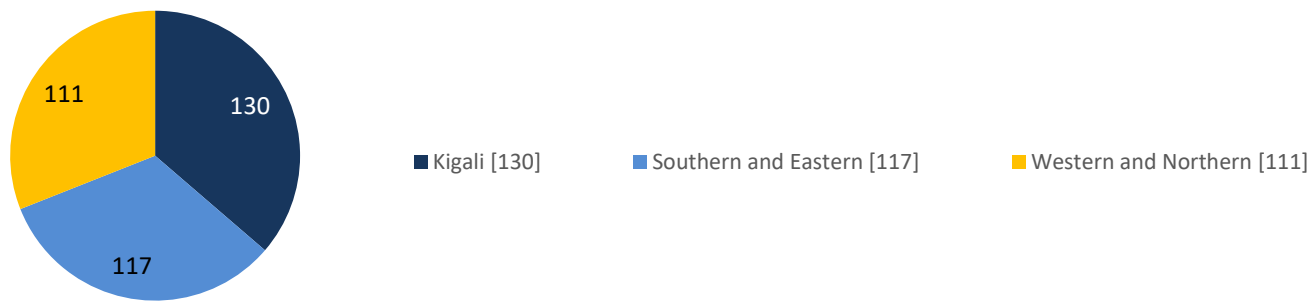 111
130
117
Kigali [130]
Southern and Eastern [117]
Western and Northern [111]